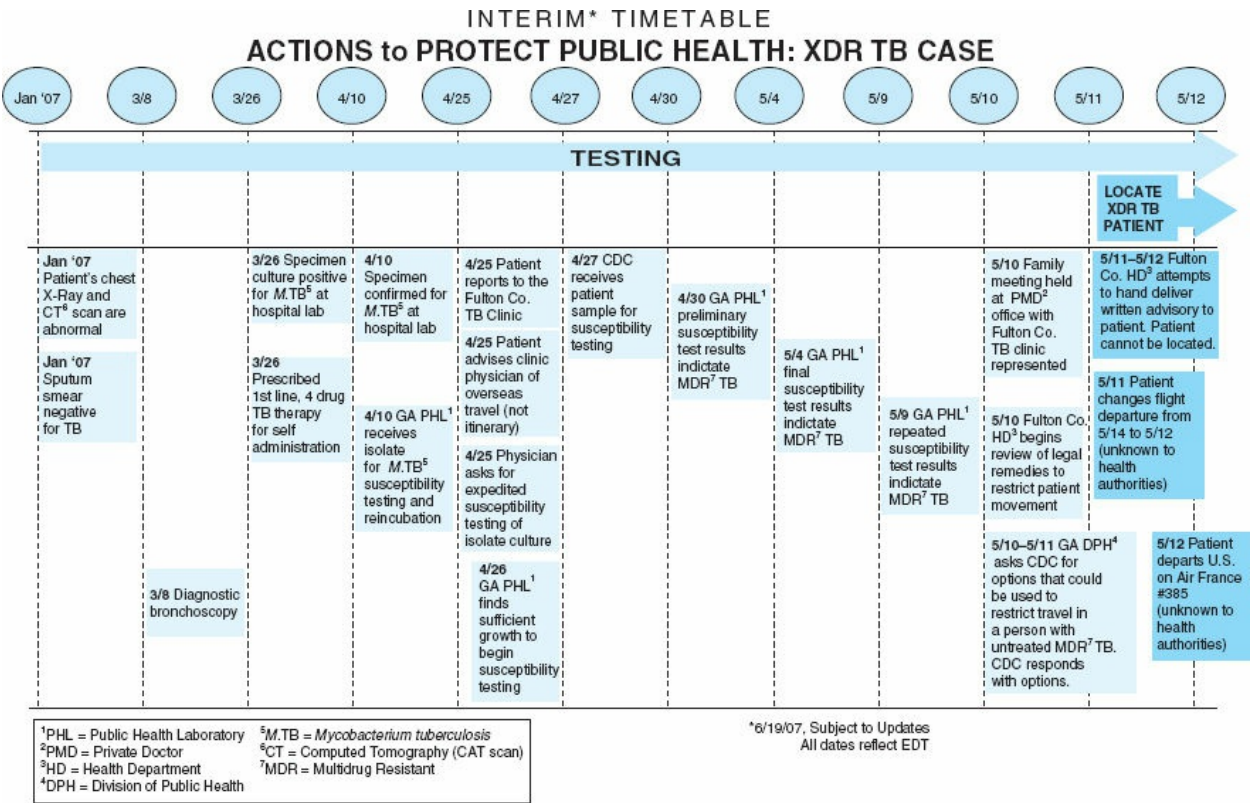 INTERIM* TIMETABLE
ACTIONS to PROTECT PUBLIC HEALTH: XDR TB CASE
Jan '07
3/8
3/26
4/10
4/25
4/27
4/30
5/4
5/9
5/10
5/11
5/12
TESTING
LOCATE
XDR TB
PATIENT
Jan '07
Patient's chest
X-Ray and
CT⁶ scan are
abnormal
Jan '07
Sputum
smear
negative
for TB
3/8 Diagnostic
bronchoscopy
3/26 Specimen
culture positive
for M.TB⁵ at
hospital lab
3/26
Prescribed
1st line, 4 drug
TB therapy
for self
administration
4/10
Specimen
confirmed for
M.TB⁵ at
hospital lab
4/10 GA PHL¹
receives
isolate
for M.TB⁵
susceptibility
testing and
reincubation
4/25 Patient
reports to the
Fulton Co.
TB Clinic
4/25 Patient
advises clinic
physician of
overseas
travel (not
itinerary)
4/25 Physician
asks for
expedited
susceptibility
testing of
isolate culture
4/26
GA PHL¹
finds
sufficient
growth to
begin
susceptibility
testing
4/27 CDC
receives
patient
sample for
susceptibility
testing
4/30 GA PHL¹
preliminary
susceptibility
test results
indictate
MDR⁷ TB
5/4 GA PHL¹
final
susceptibility
test results
indictate
MDR⁷ TB
5/9 GA PHL¹
repeated
susceptibility
test results
indictate
MDR⁷ TB
5/10 Family
meeting held
at PMD²
office with
Fulton Co.
TB clinic
represented
5/10 Fulton Co.
HD³ begins
review of legal
remedies to
restrict patient
movement
5/10–5/11 GA DPH⁴
asks CDC for
options that could
be used to
restrict travel in
a person with
untreated MDR⁷ TB.
CDC responds
with options.
5/11–5/12 Fulton
Co. HD³ attempts
to hand deliver
written advisory to
patient. Patient
cannot be located.
5/11 Patient
changes flight
departure from
5/14 to 5/12
(unknown to
health
authorities)
5/12 Patient
departs U.S.
on Air France
#385
(unknown to
health
authorities)
¹PHL = Public Health Laboratory
²PMD = Private Doctor
³HD = Health Department
⁴DPH = Division of Public Health
⁵M.TB = Mycobacterium tuberculosis
⁶CT = Computed Tomography (CAT scan)
⁷MDR = Multidrug Resistant
*6/19/07, Subject to Updates
All dates reflect EDT